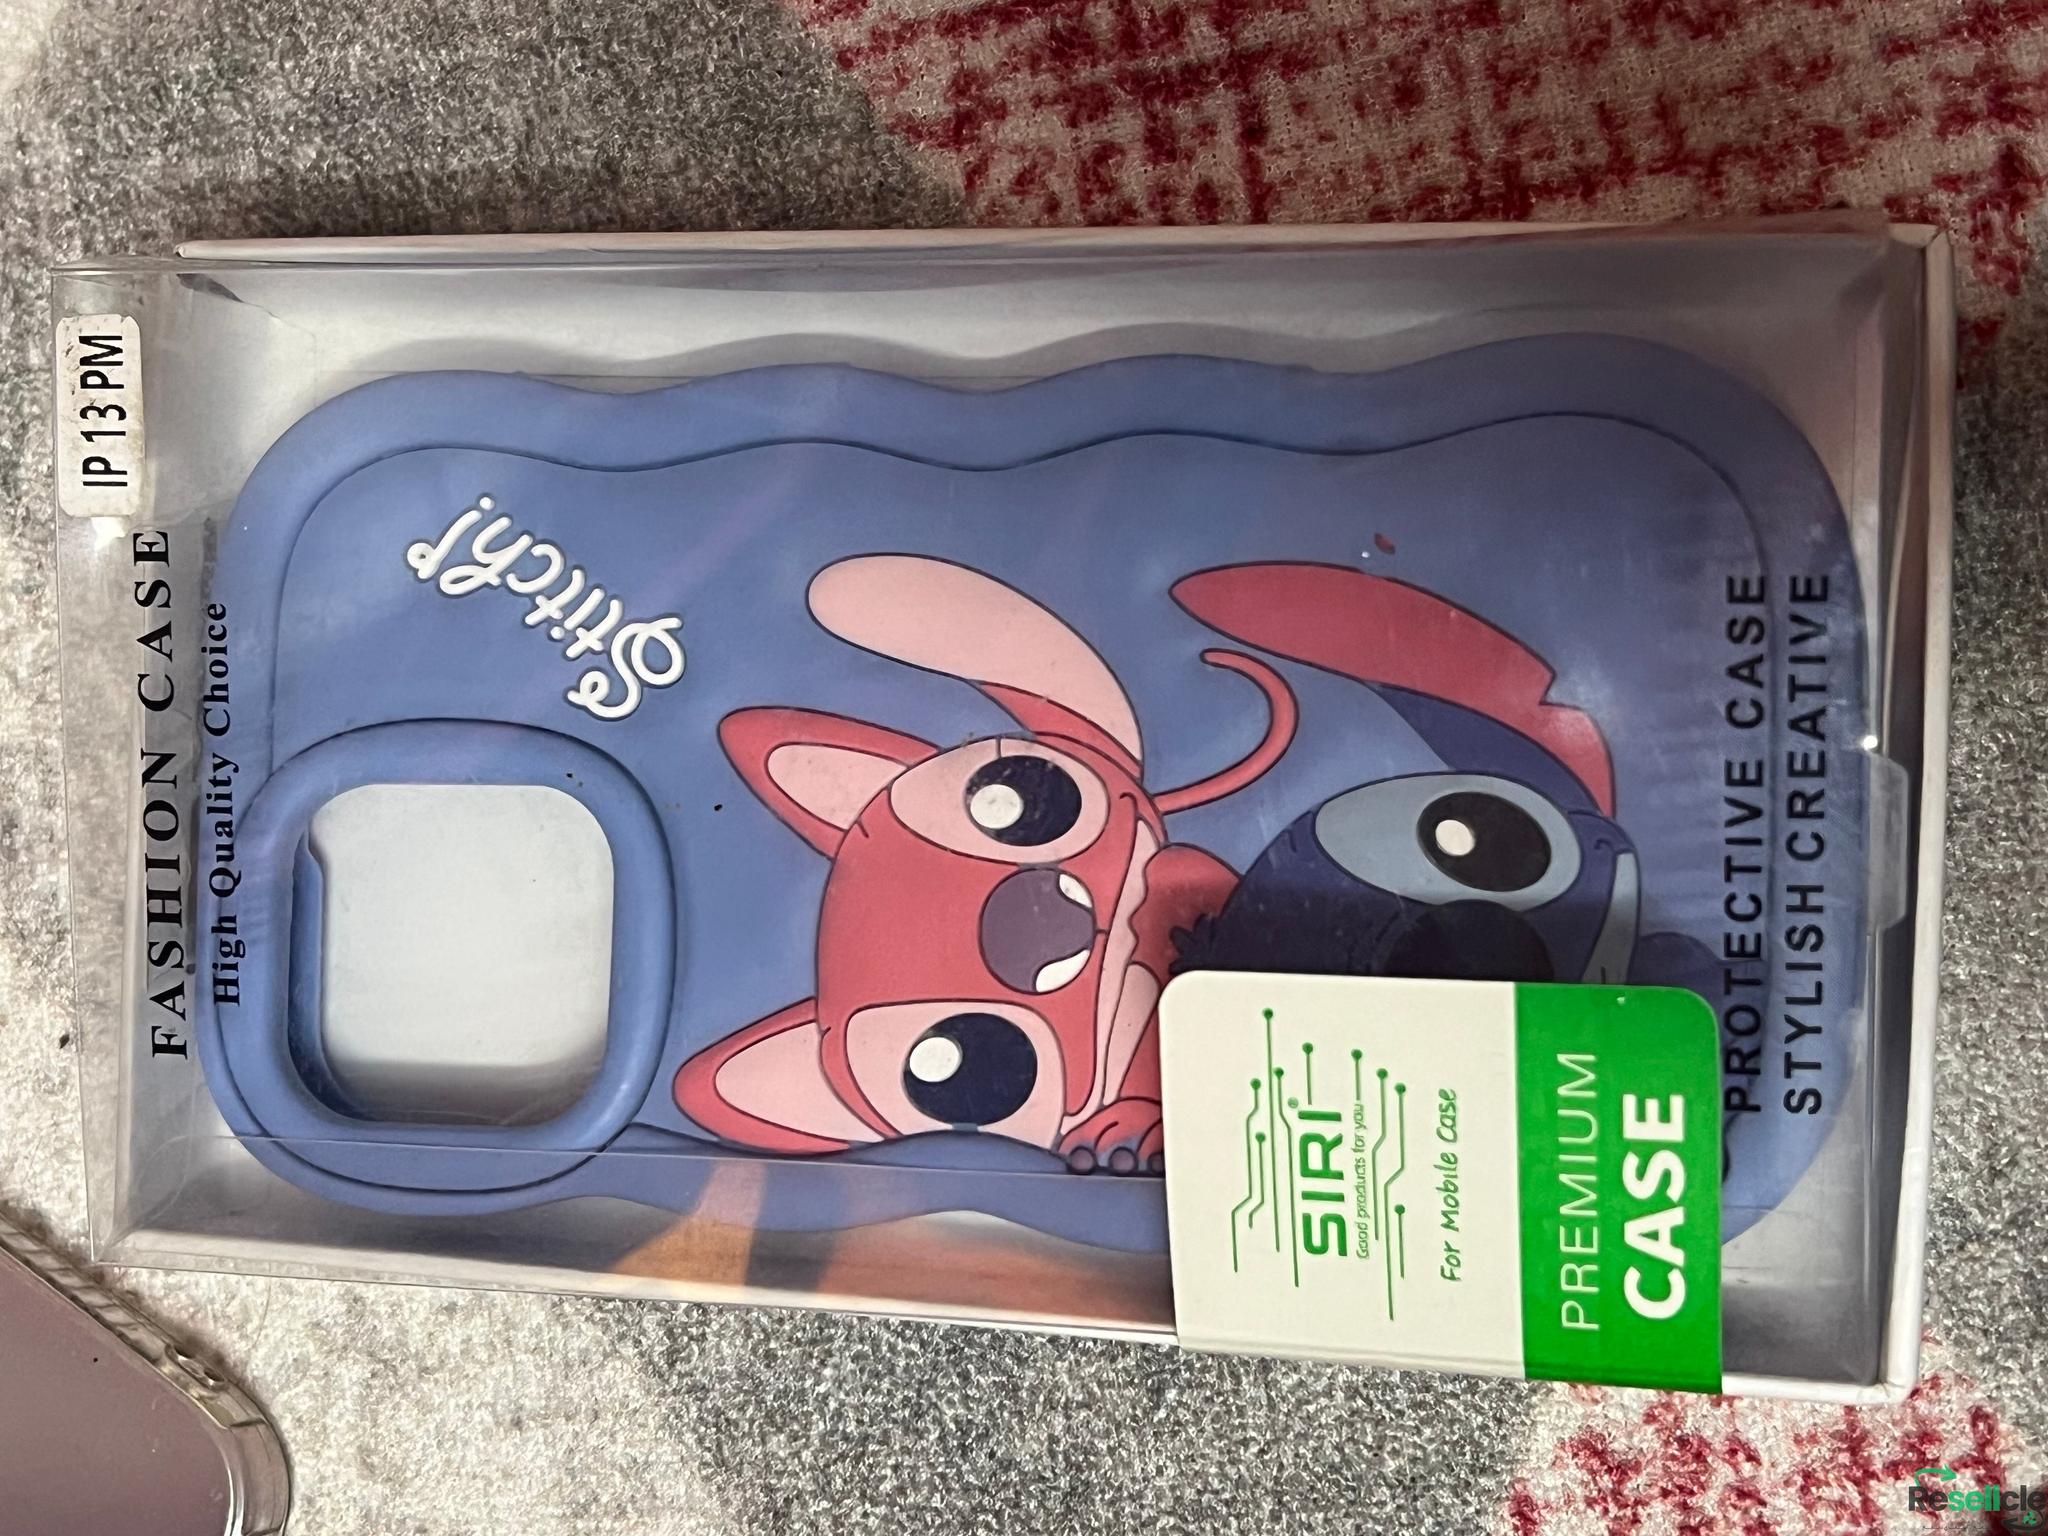 IP 13 PM
FASHION CASE
High Quality Choice
Stitch!
SIRI®
Good products for you
For Mobile Case
PREMIUM
CASE
PROTECTIVE CASE
STYLISH CREATIVE
Resellcle